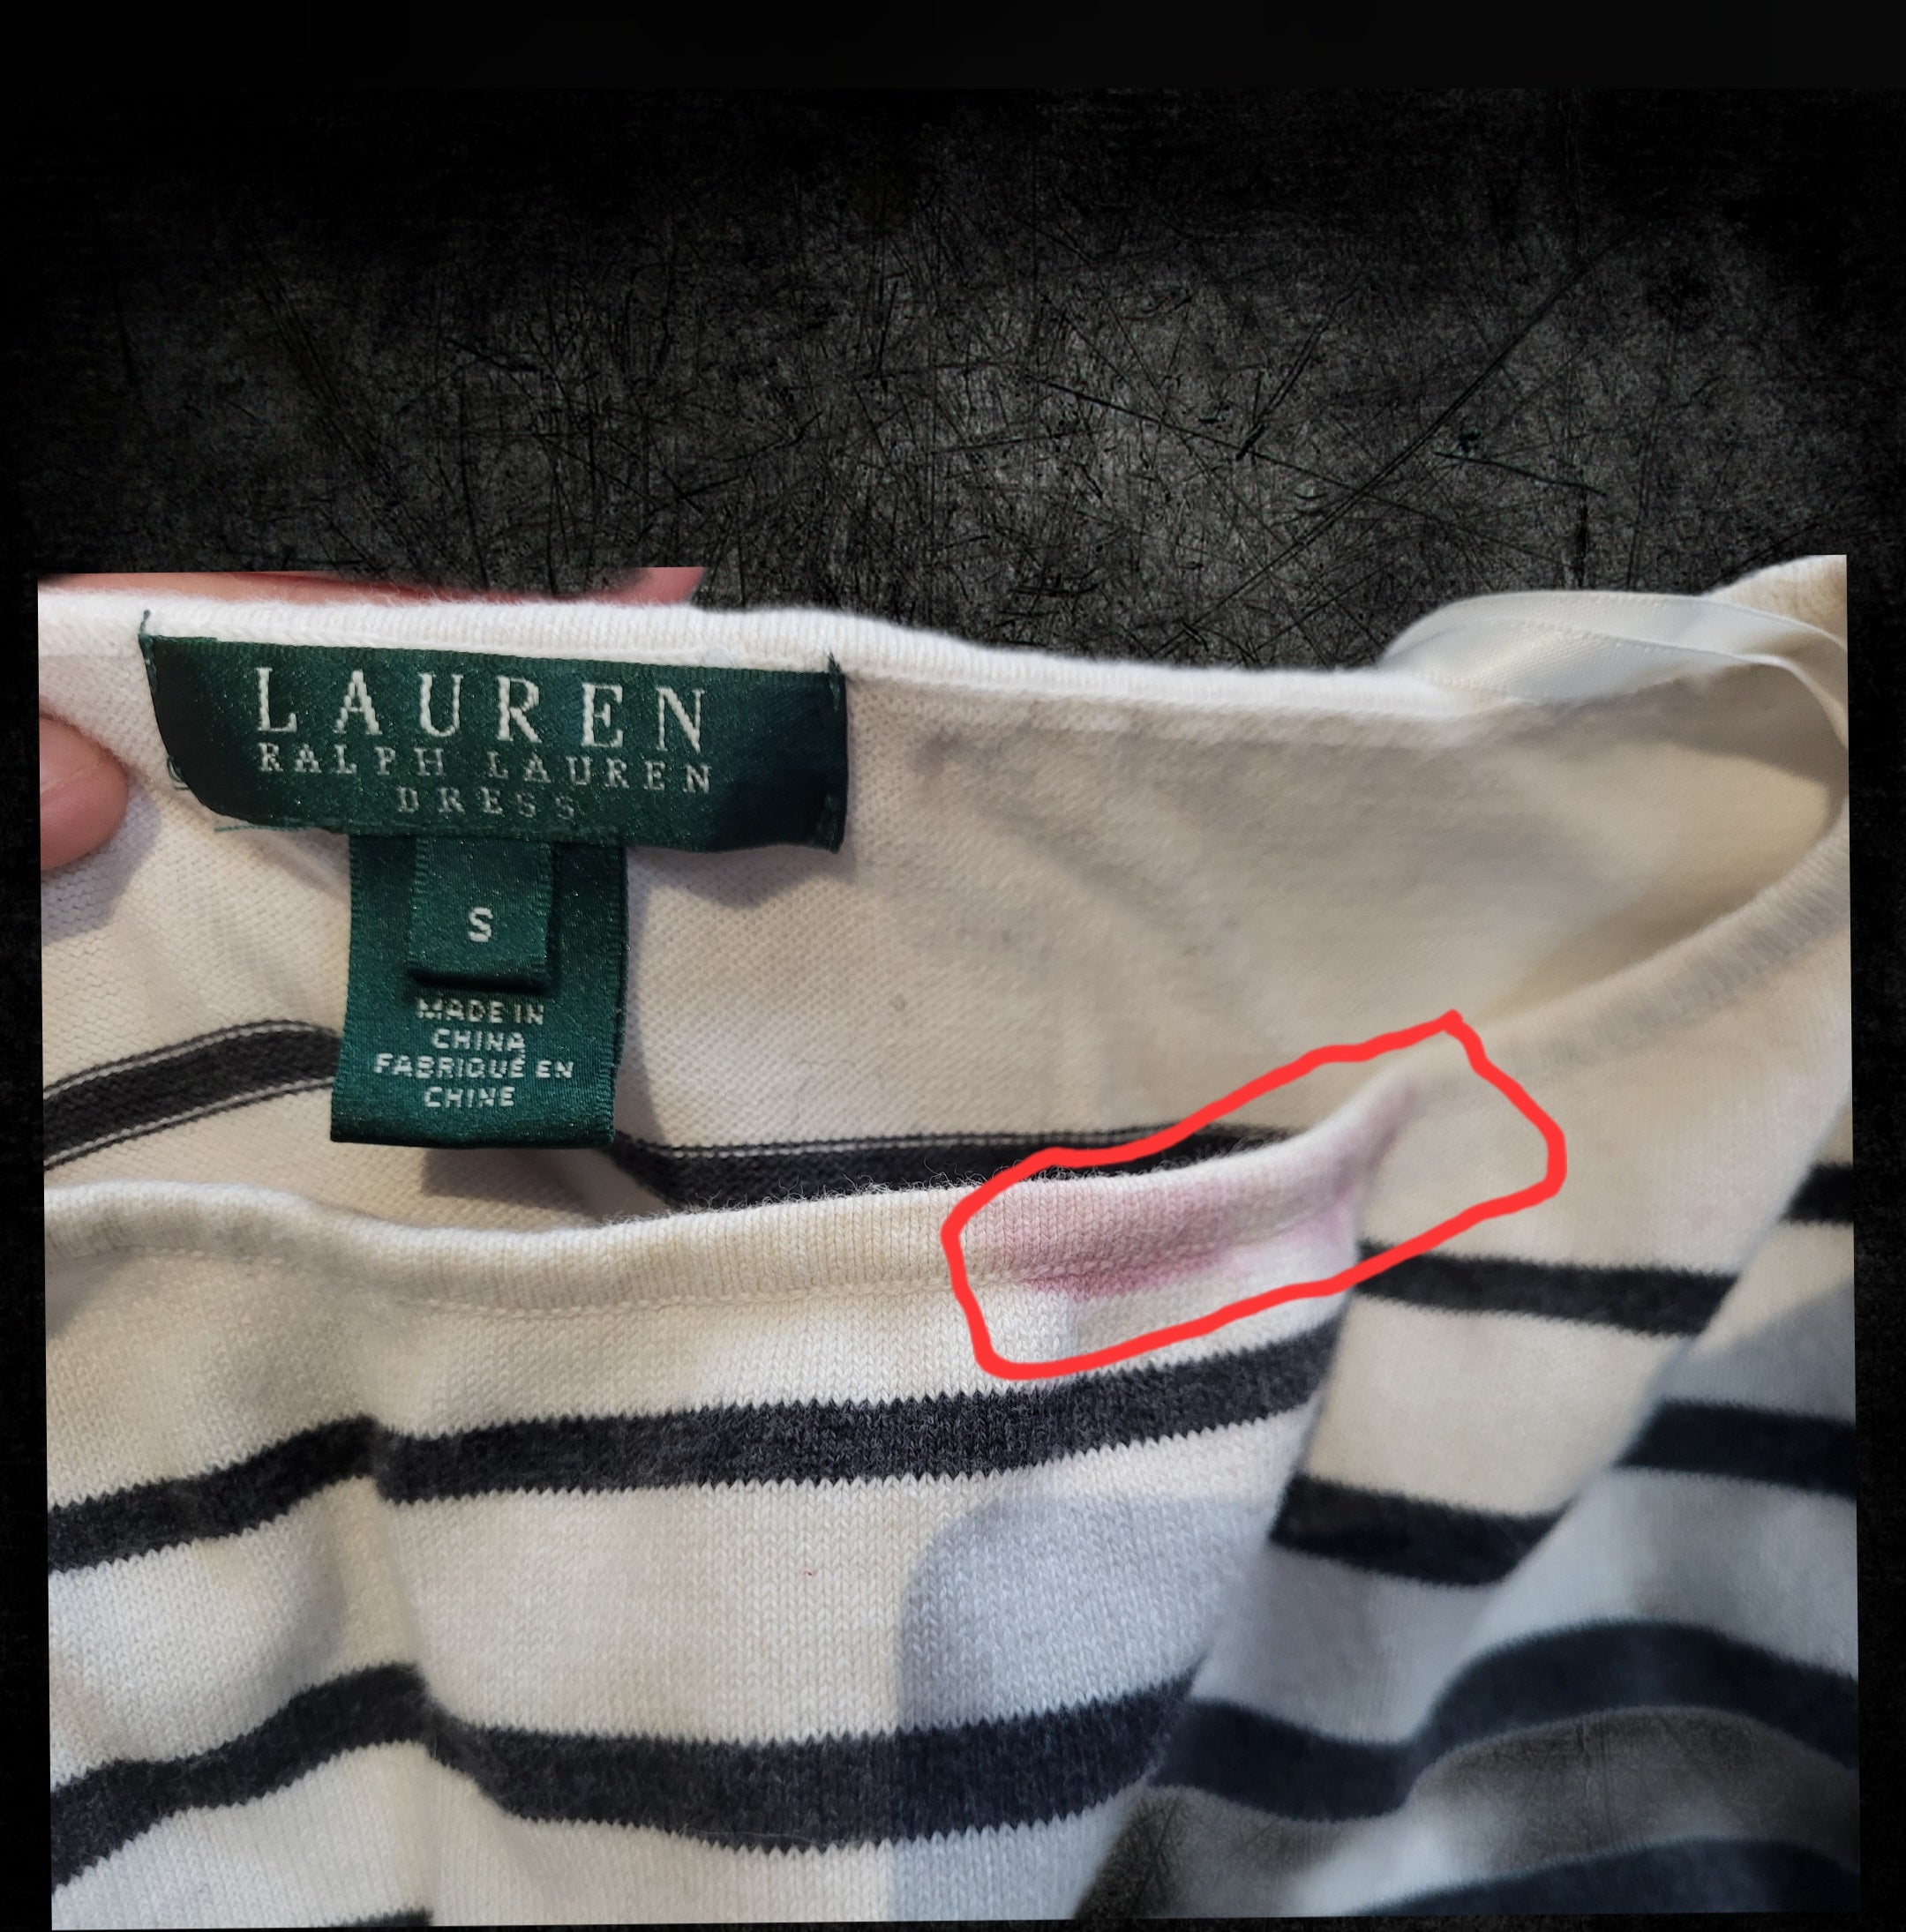 LAUREN
RALPH LAUREN
DRESS
S
MADE IN
CHINA
FABRIQUÉ EN
CHINE